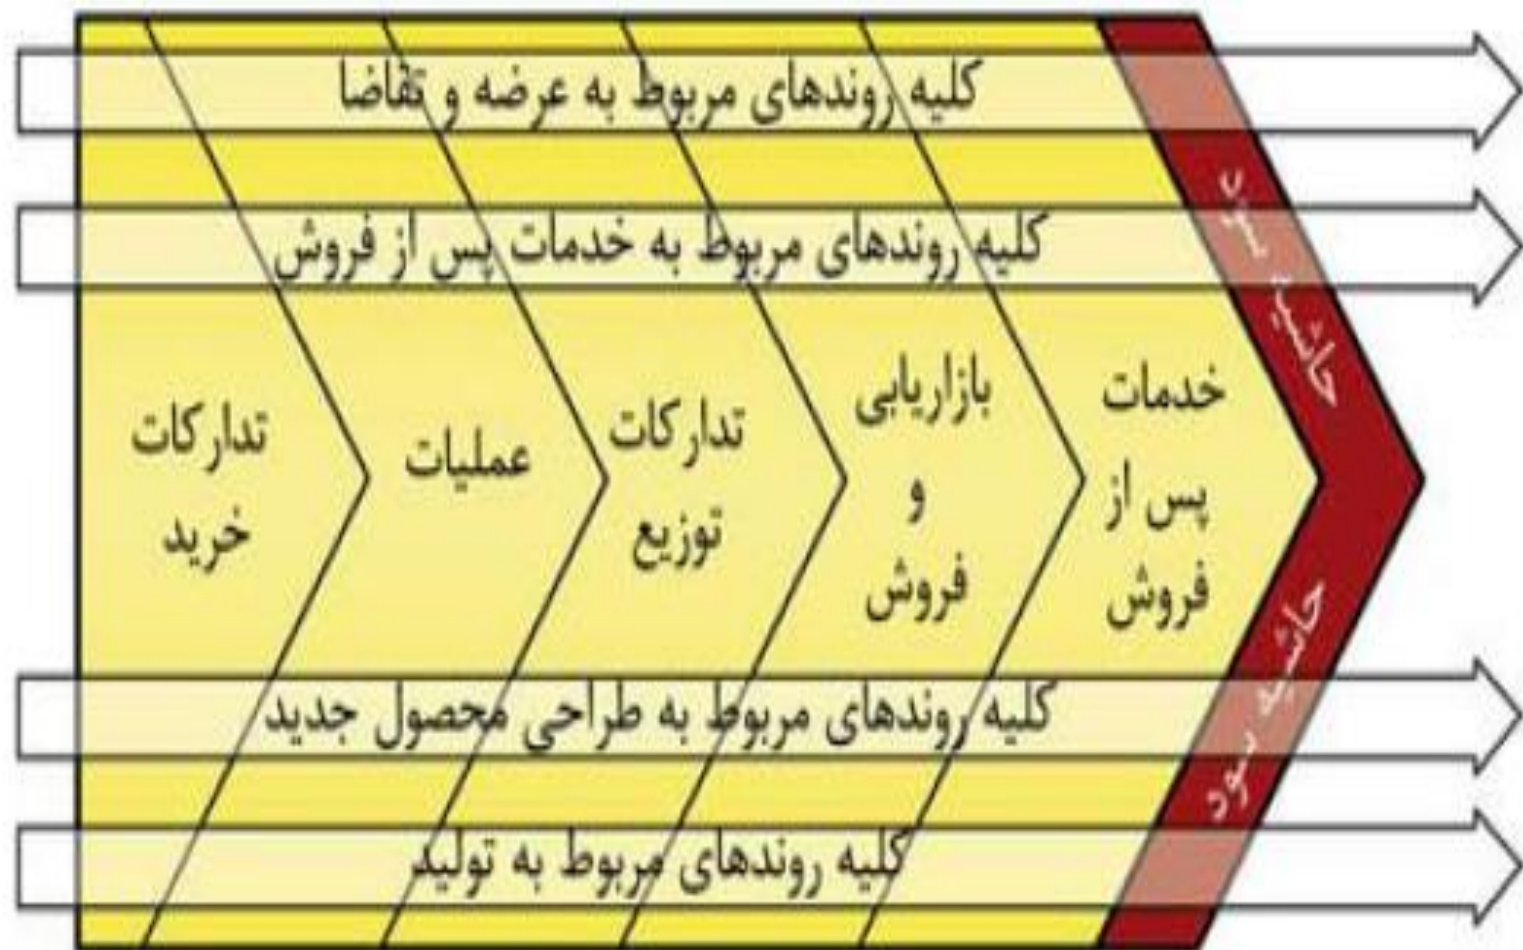 کلیه روندهای مربوط به عرضه و تقاضا
کلیه روندهای مربوط به خدمات پس از فروش
خدمات
پس از
فروش
بازاریابی
و
فروش
تدارکات
توزیع
عملیات
تدارکات
خرید
حاشیه سود
حاشیه سود
کلیه روندهای مربوط به طراحی محصول جدید
کلیه روندهای مربوط به تولید